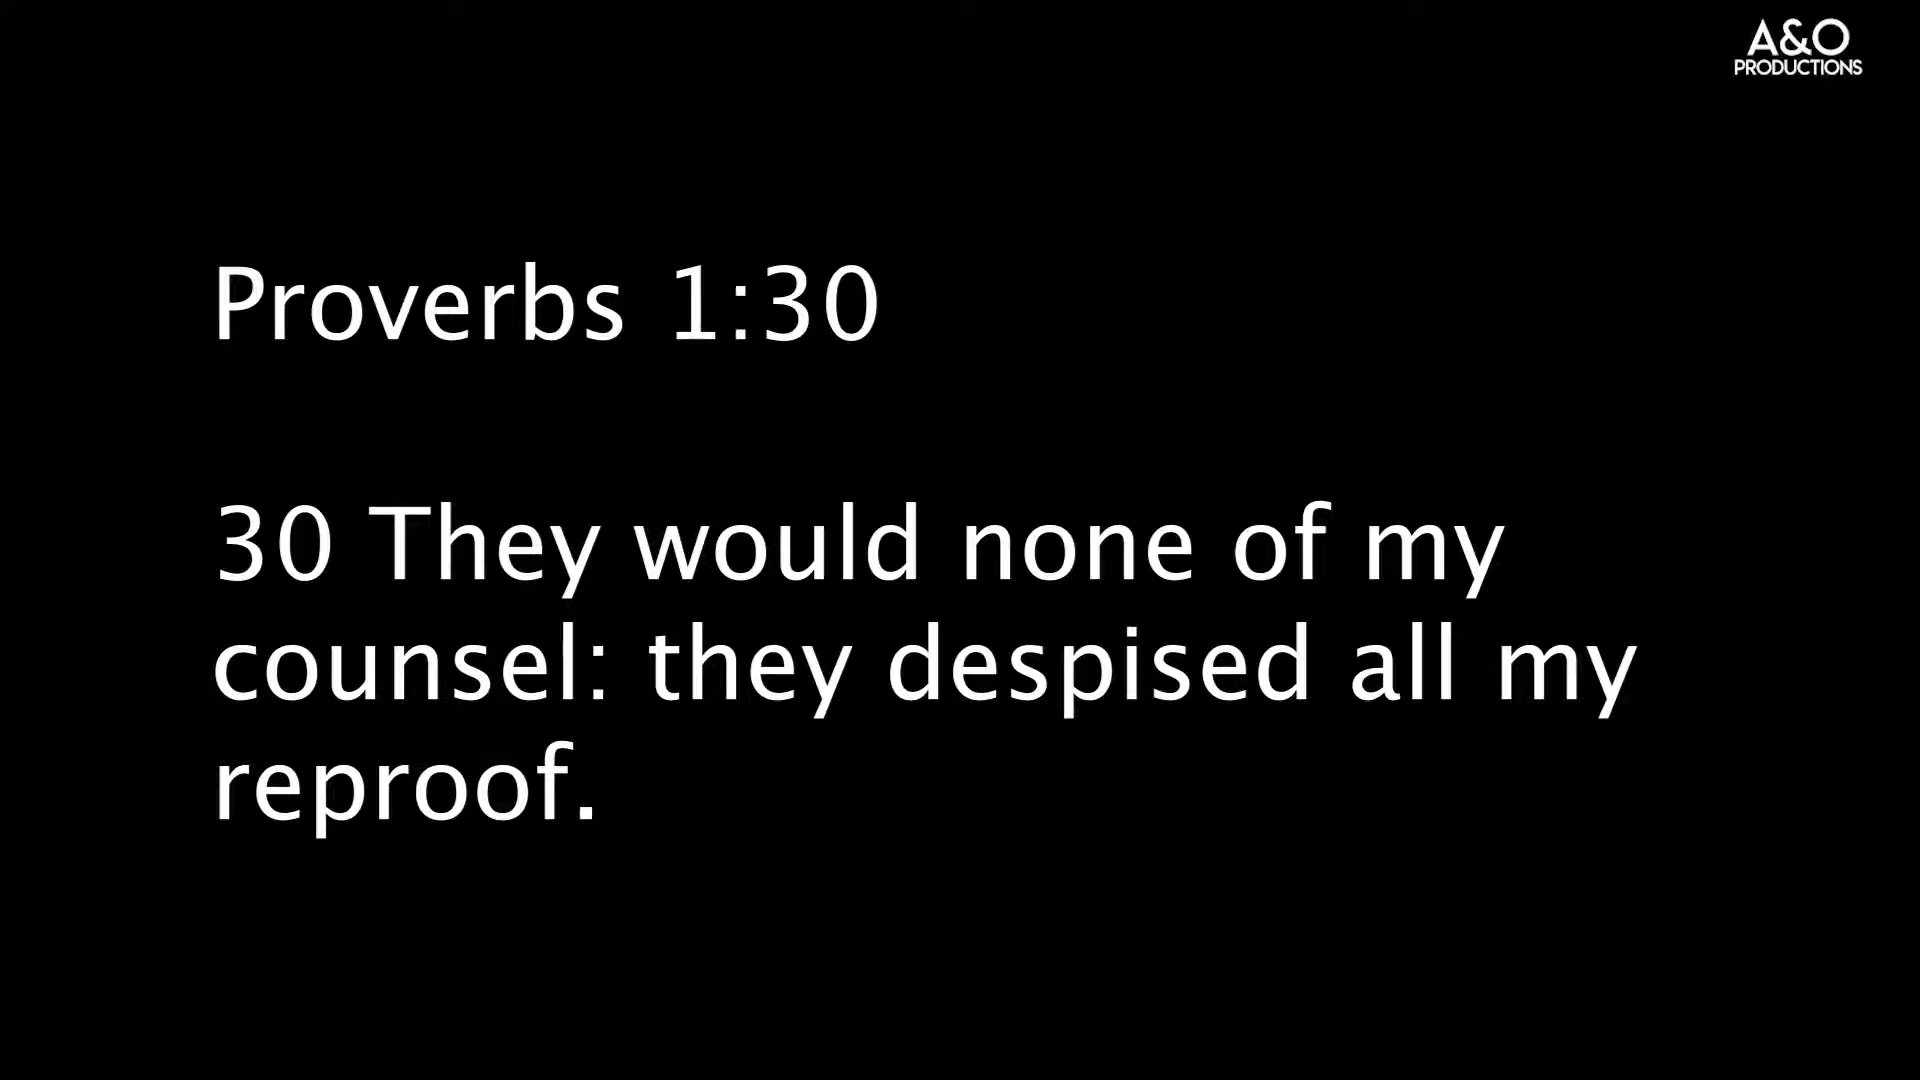 A&O
PRODUCTIONS
Proverbs 1:30
30 They would none of my
counsel: they despised all my
reproof.